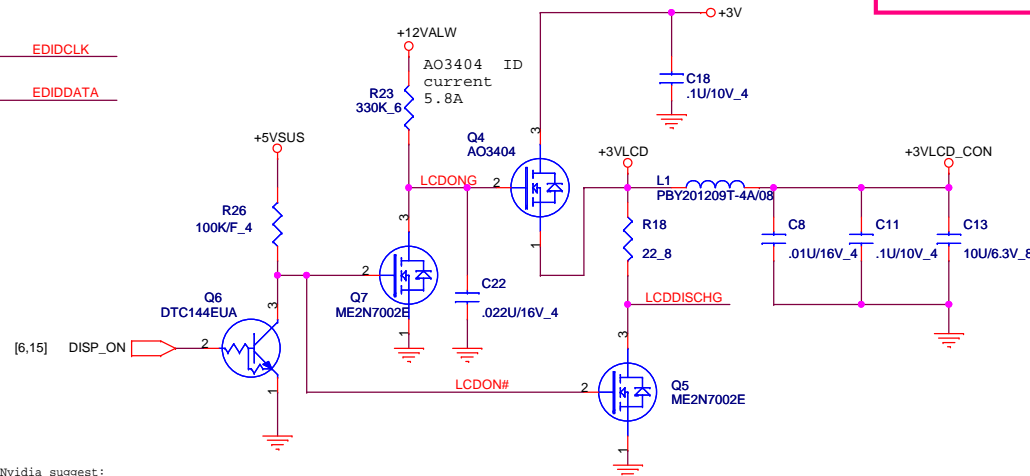 +3V
EDIDCLK
+12VALW
AO3404 ID
current
5.8A
R23
330K_6
C18
.1U/10V_4
EDIDDATA
+5VSUS
Q4
AO3404
3
2
1
+3VLCD
+3VLCD_CON
LCDONG
L1
PBY201209T-4A/08
R26
100K/F_4
R18
22_8
C8
.01U/16V_4
C11
.1U/10V_4
C13
10U/6.3V_8
3
2
1
Q7
ME2N7002E
C22
.022U/16V_4
Q6
DTC144EUA
3
2
1
LCDDISCHG
[6,15]
DISP_ON
LCDON#
3
2
1
Q5
ME2N7002E
Nvidia suggest: